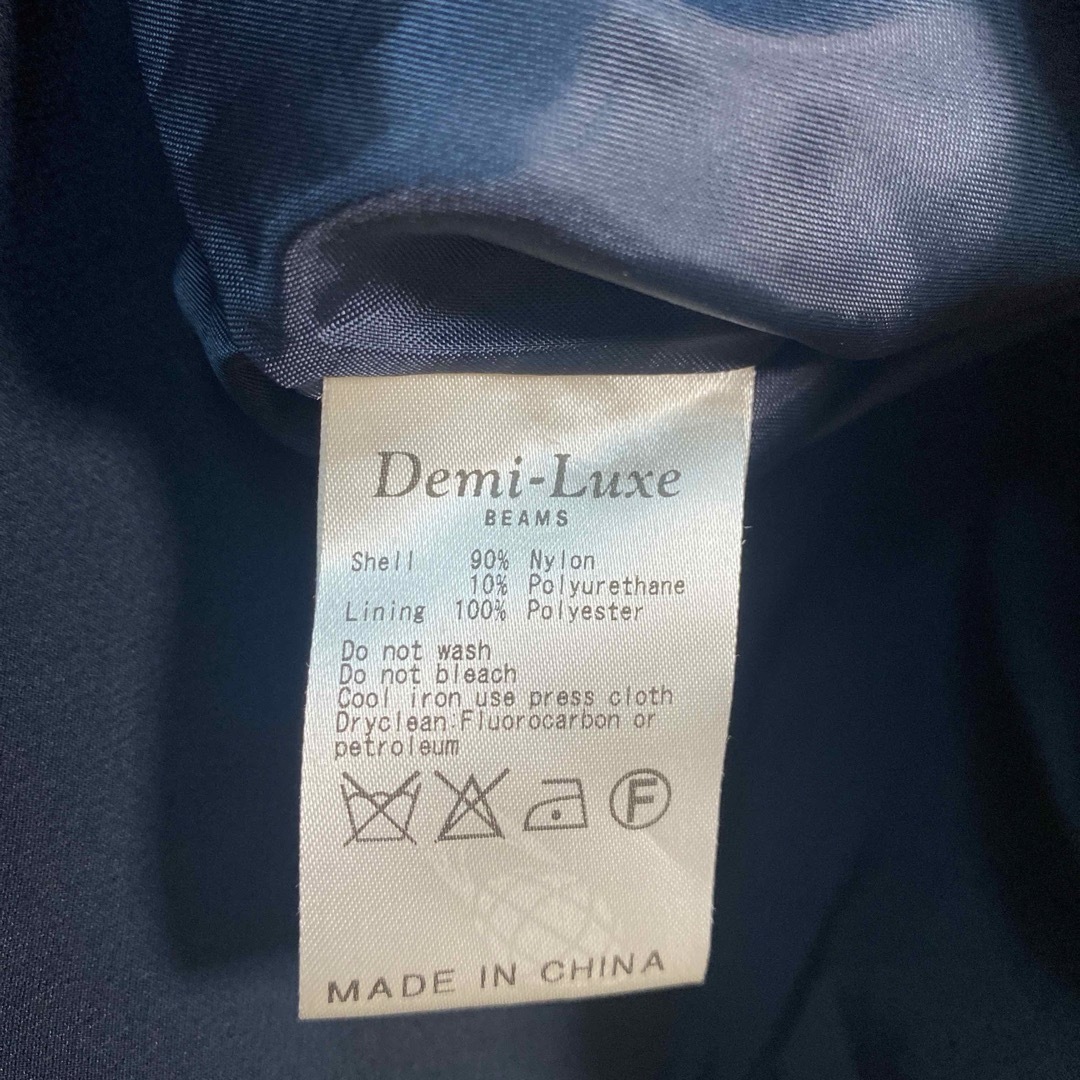 Demi-Luxe
BEAMS
Shell 90% Nylon
10% Polyurethane
Lining 100% Polyester
Do not wash
Do not bleach
Cool iron use press cloth
Dryclean:Fluorocarbon or
petroleum
F
MADE IN CHINA